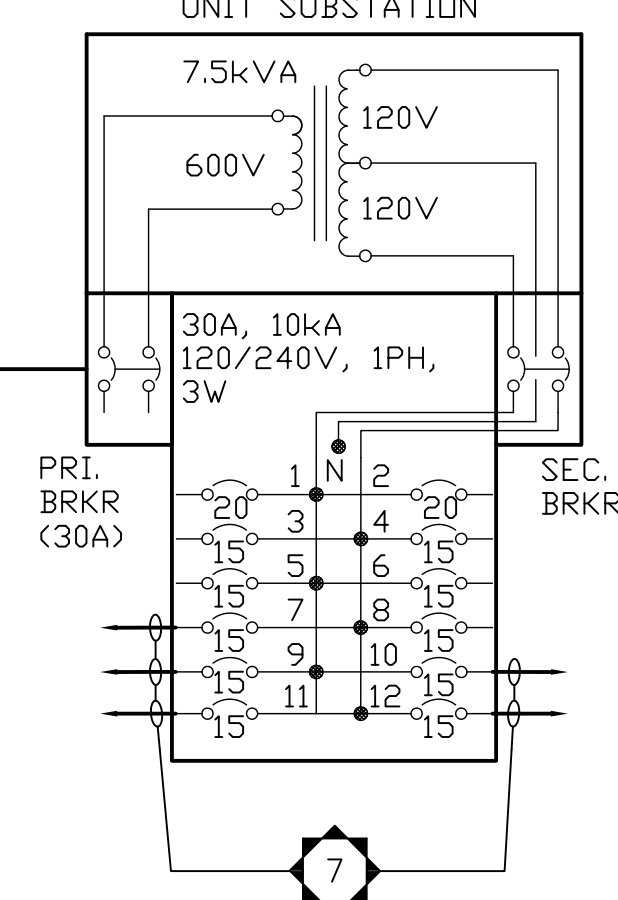 UNIT SUBSTATION
7.5kVA
120V
600V
120V
30A, 10kA
120/240V, 1PH,
3W
PRI.
BRKR
(30A)
SEC.
BRKR
N
1 2
20 20
3 4
15 15
5 6
15 15
7 8
15 15
9 10
15 15
11 12
15 15
7